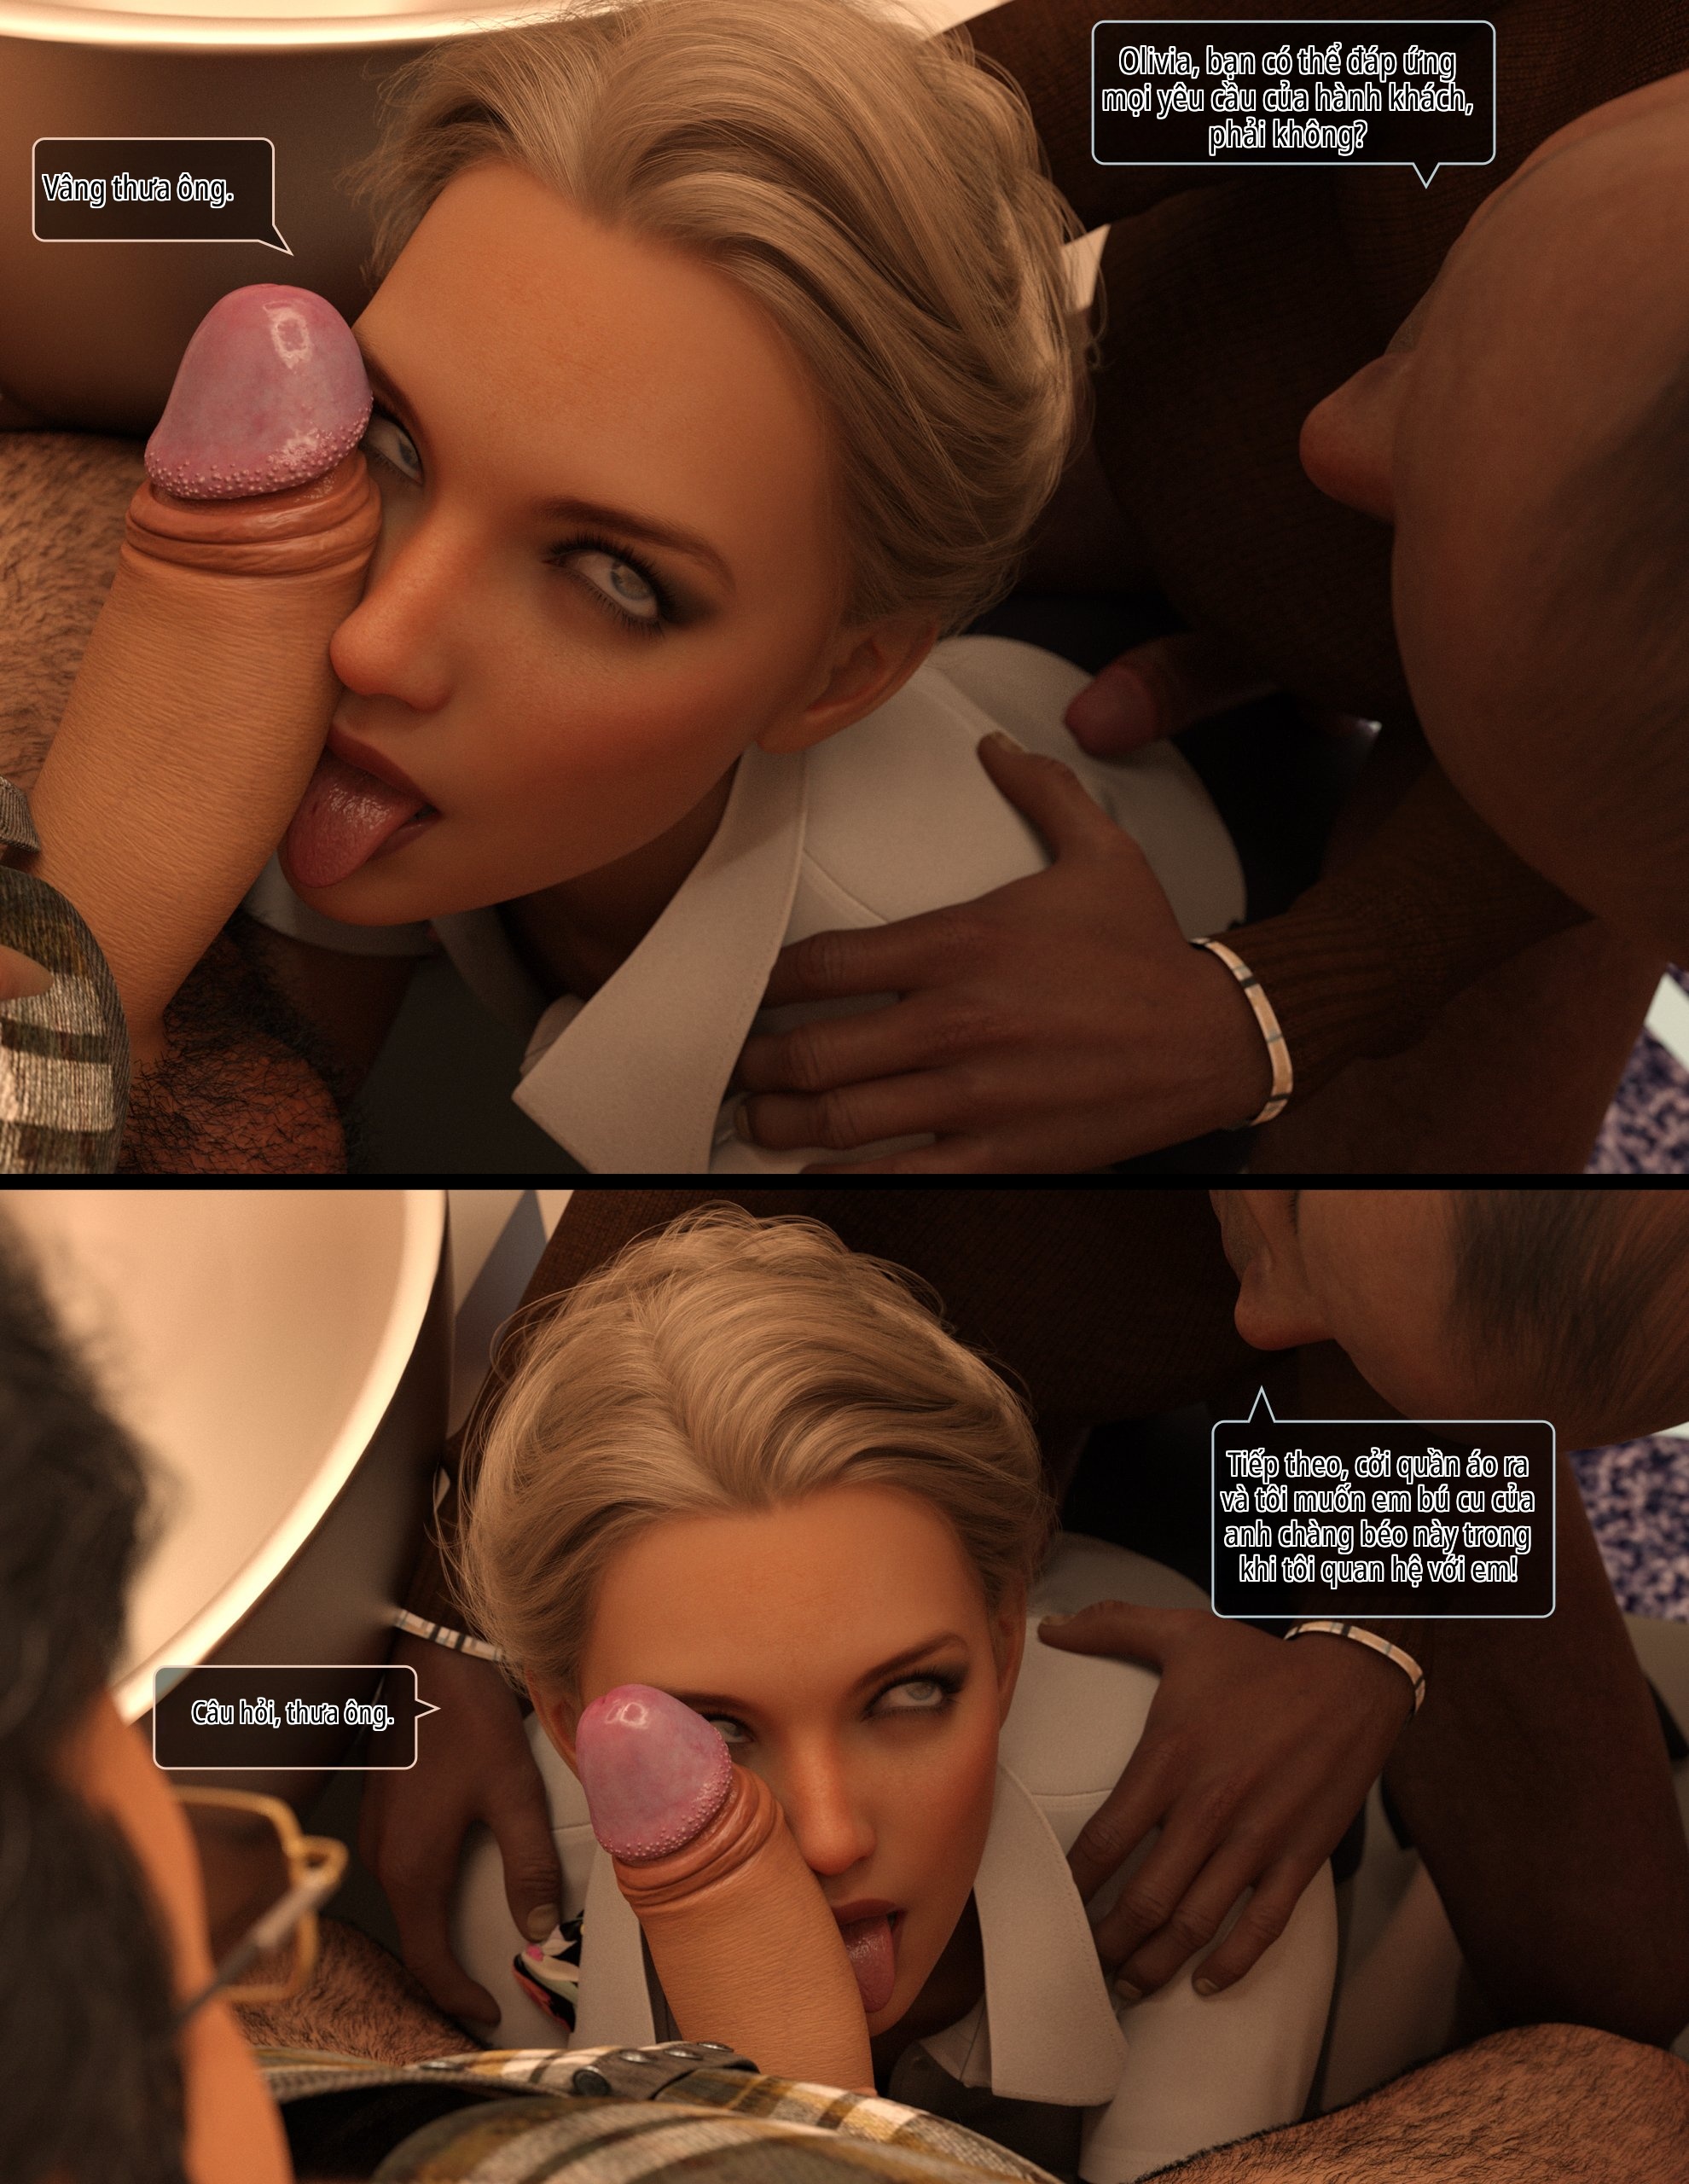 Olivia, bạn có thể đáp ứng
mọi yêu cầu của hành khách,
phải không?
Vâng thưa ông.
Tiếp theo, cởi quần áo ra
và tôi muốn em bú cu của
anh chàng béo này trong
khi tôi quan hệ với em!
Câu hỏi, thưa ông.